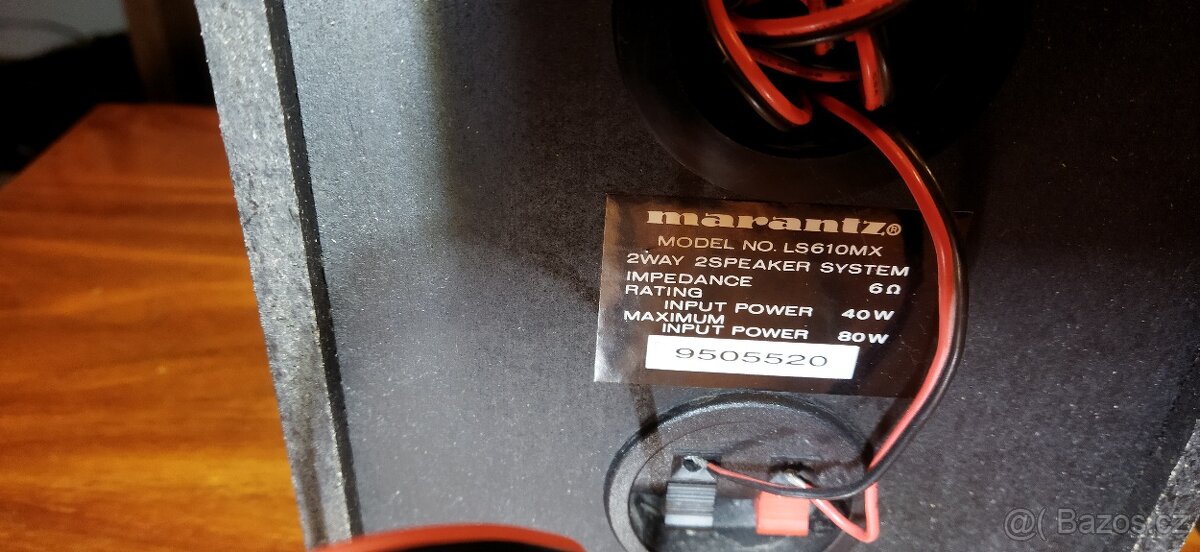 marantz®
MODEL NO. LS610MX
2WAY 2SPEAKER SYSTEM
IMPEDANCE 6Ω
RATING
INPUT POWER 40W
MAXIMUM
INPUT POWER 80W
9505520
@( Bazos.cz